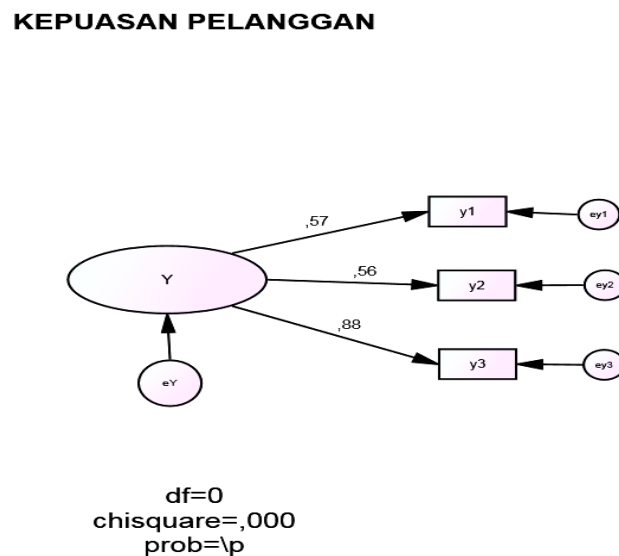 KEPUASAN PELANGGAN
y1
ey1
,57
Y
,56
y2
ey2
,88
y3
ey3
eY
df=0
chisquare=,000
prob=\p